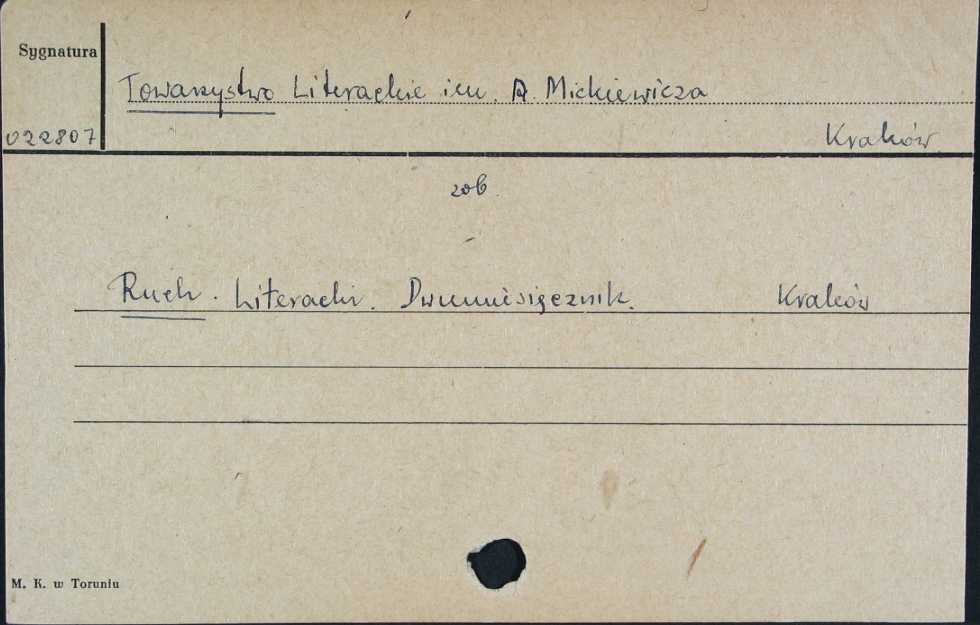 Sygnatura
Towarzystwo Literackie im. A. Mickiewicza
022807
Kraków
zob.
Ruch. Literacki. Dwumiesięcznik. Kraków
M. K. w Toruniu